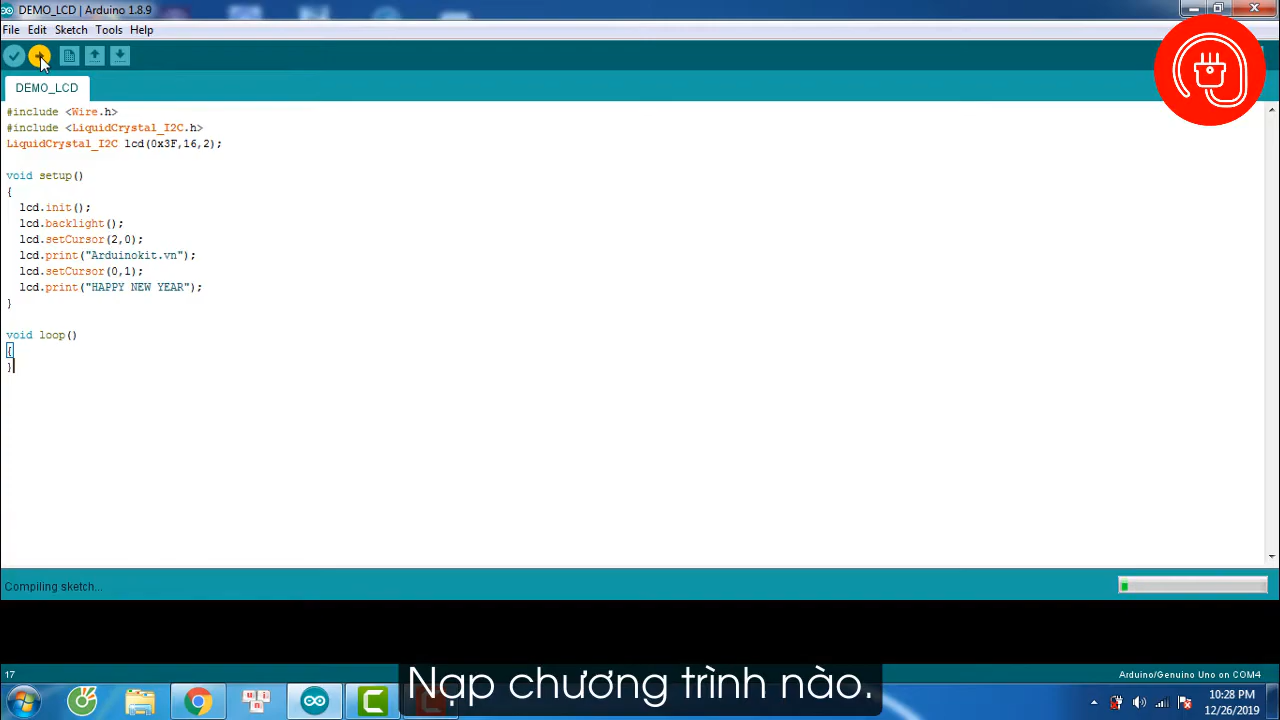 DEMO_LCD | Arduino 1.8.9
File Edit Sketch Tools Help
DEMO_LCD
#include <Wire.h>
#include <LiquidCrystal_I2C.h>
LiquidCrystal_I2C lcd(0x3F,16,2);
void setup()
{
lcd.init();
lcd.backlight();
lcd.setCursor(2,0);
lcd.print("Arduinokit.vn");
lcd.setCursor(0,1);
lcd.print("HAPPY NEW YEAR");
}
void loop()
{
}
Compiling sketch...
17
Arduino/Genuino Uno on COM4
Nạp chương trình nào.
10:28 PM
12/26/2019